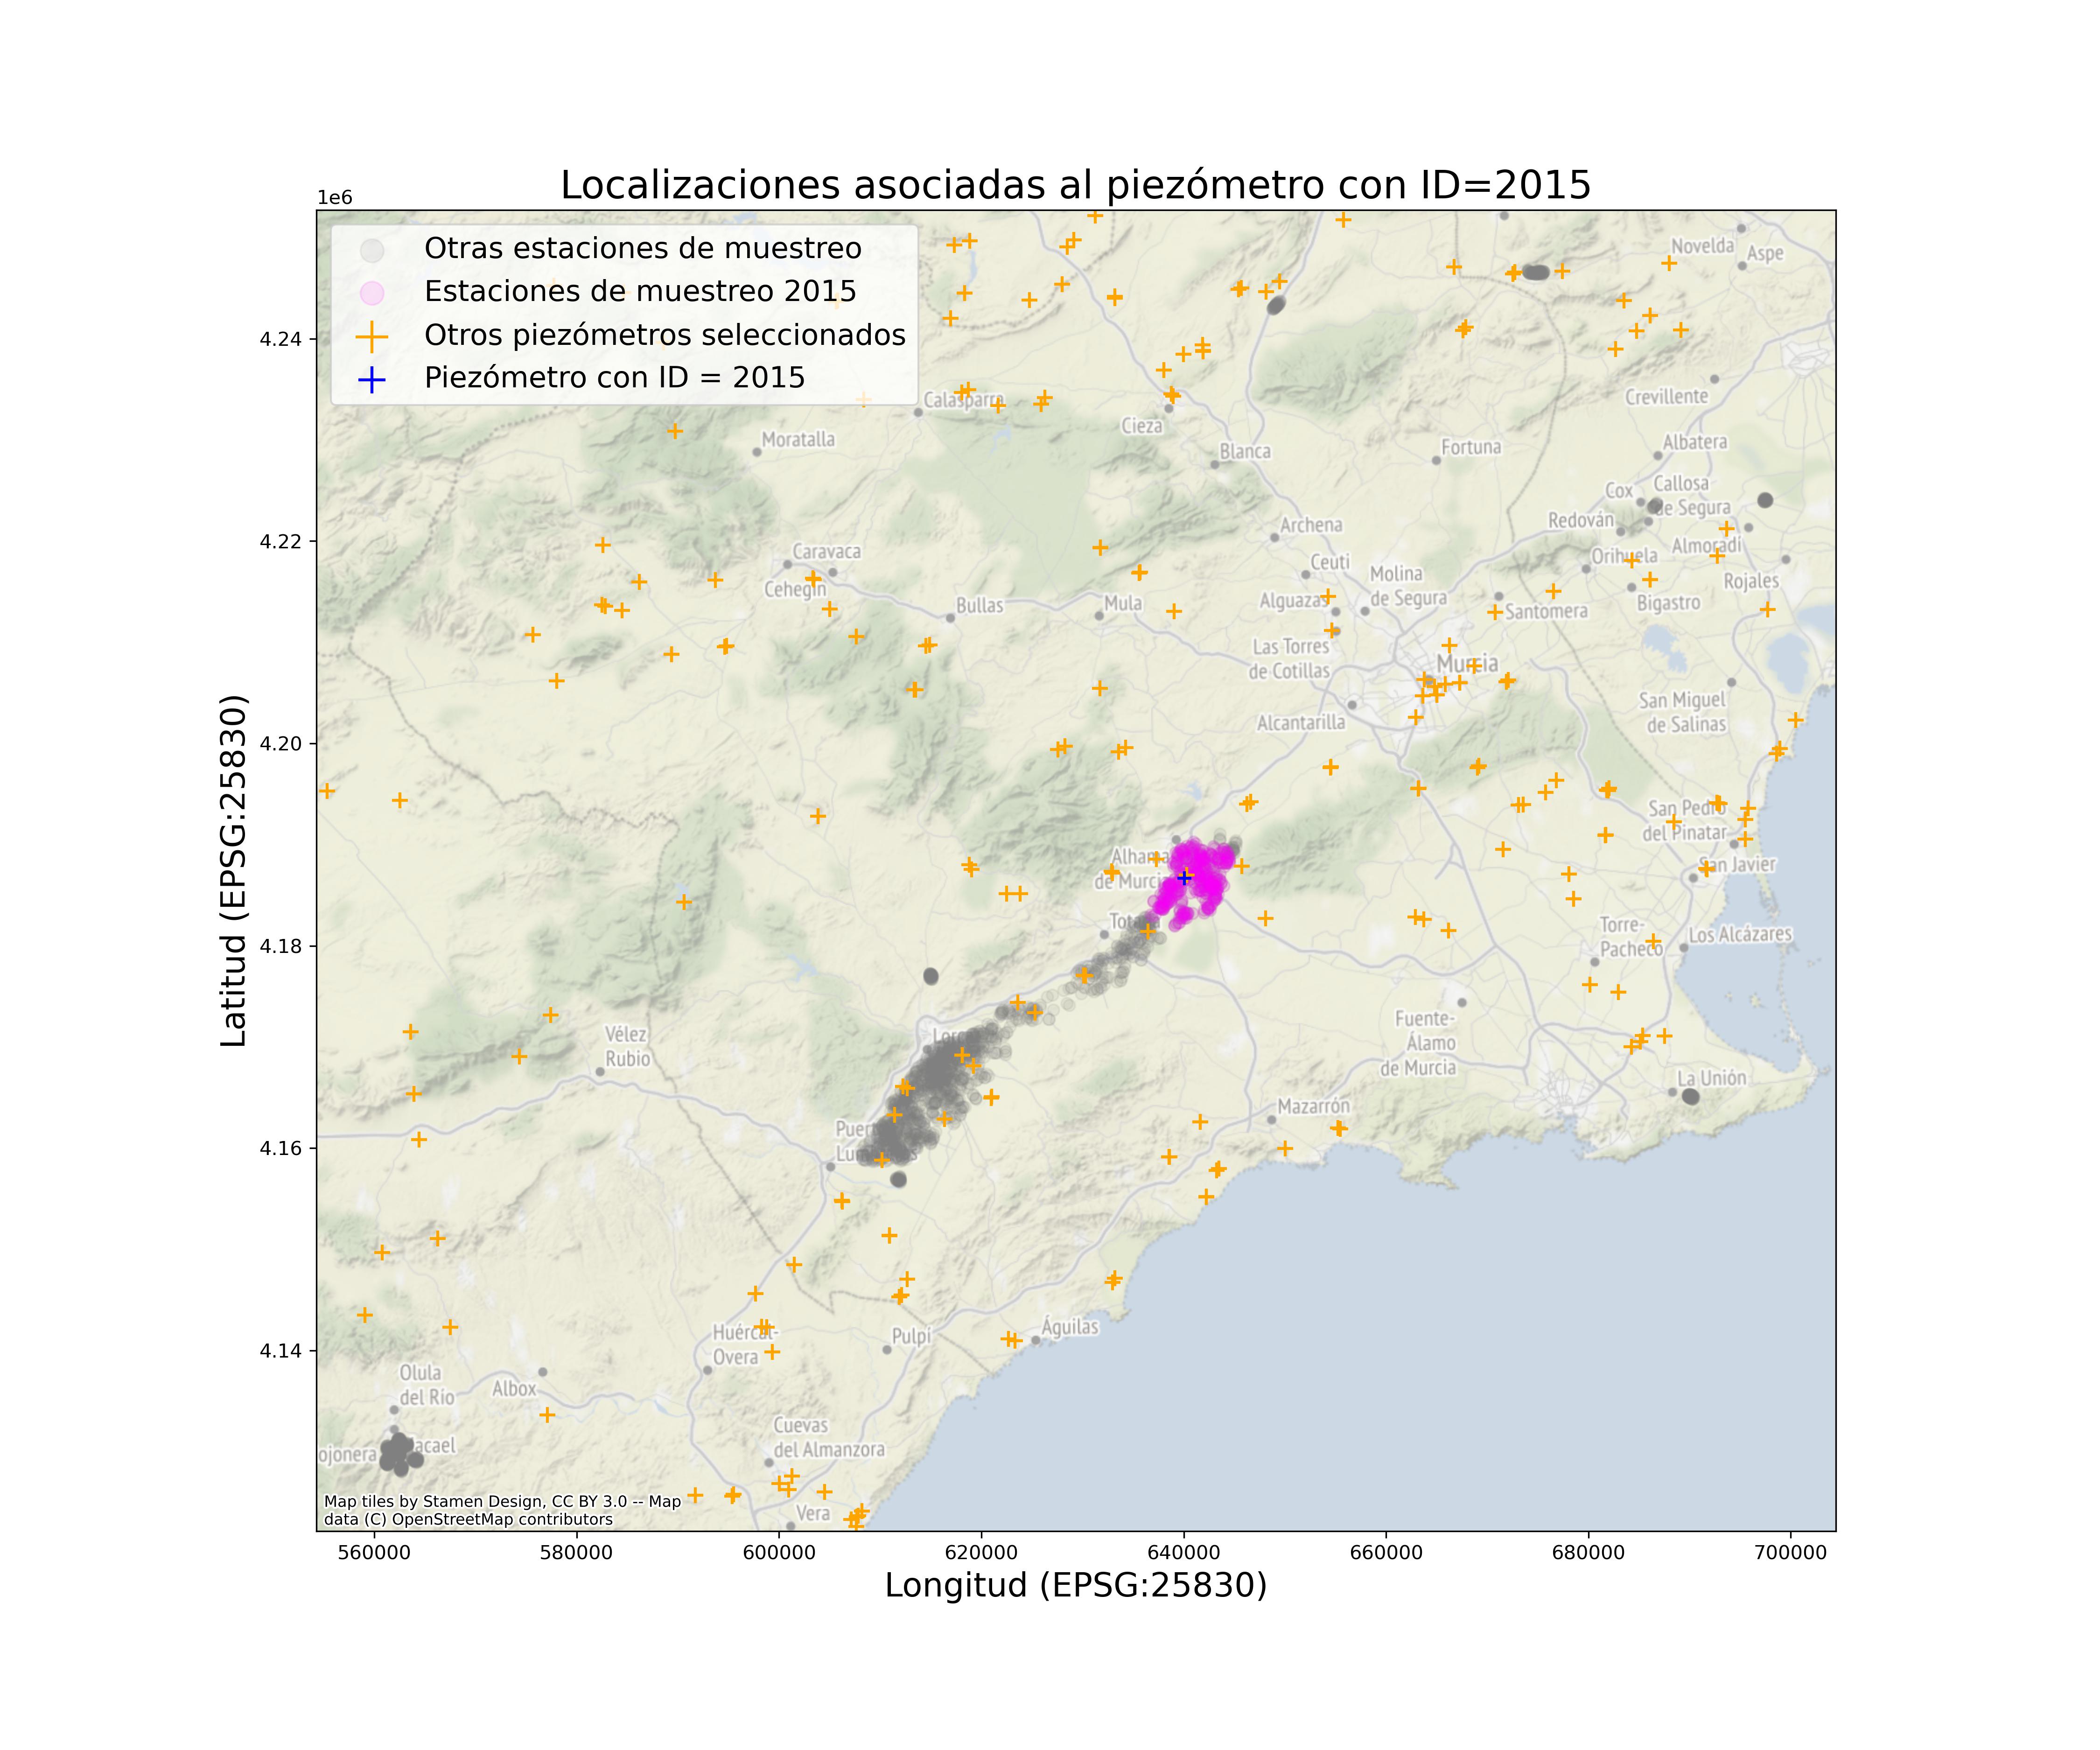 Localizaciones asociadas al piezómetro con ID=2015
1e6
Otras estaciones de muestreo
Estaciones de muestreo 2015
Otros piezómetros seleccionados
Piezómetro con ID = 2015
Novelda
Aspe
4.24
Crevillente
Calasparra
Cieza
Moratalla
Blanca
Fortuna
Albatera
Cox
Callosa
de Segura
Redován
Archena
4.22
Caravaca
Cehegín
Orihuela
Almoradí
Ceutí
Molina
de Segura
Rojales
Bullas
Mula
Alguazas
Santomera
Bigastro
Las Torres
de Cotillas
Murcia
San Miguel
de Salinas
Alcantarilla
4.20
San Pedro
del Pinatar
Alhama
de Murcia
San Javier
Totana
4.18
Torre-
Pacheco
Los Alcázares
Vélez
Rubio
Lorca
Fuente-
Álamo
de Murcia
La Unión
Mazarrón
Puerto
Lumbreras
4.16
Huércal-
Overa
Pulpí
Águilas
4.14
Olula
del Río
Albox
Cuevas
del Almanzora
ojonera
acael
Vera
Map tiles by Stamen Design, CC BY 3.0 -- Map
data (C) OpenStreetMap contributors
560000 580000 600000 620000 640000 660000 680000 700000
Longitud (EPSG:25830)
Latitud (EPSG:25830)